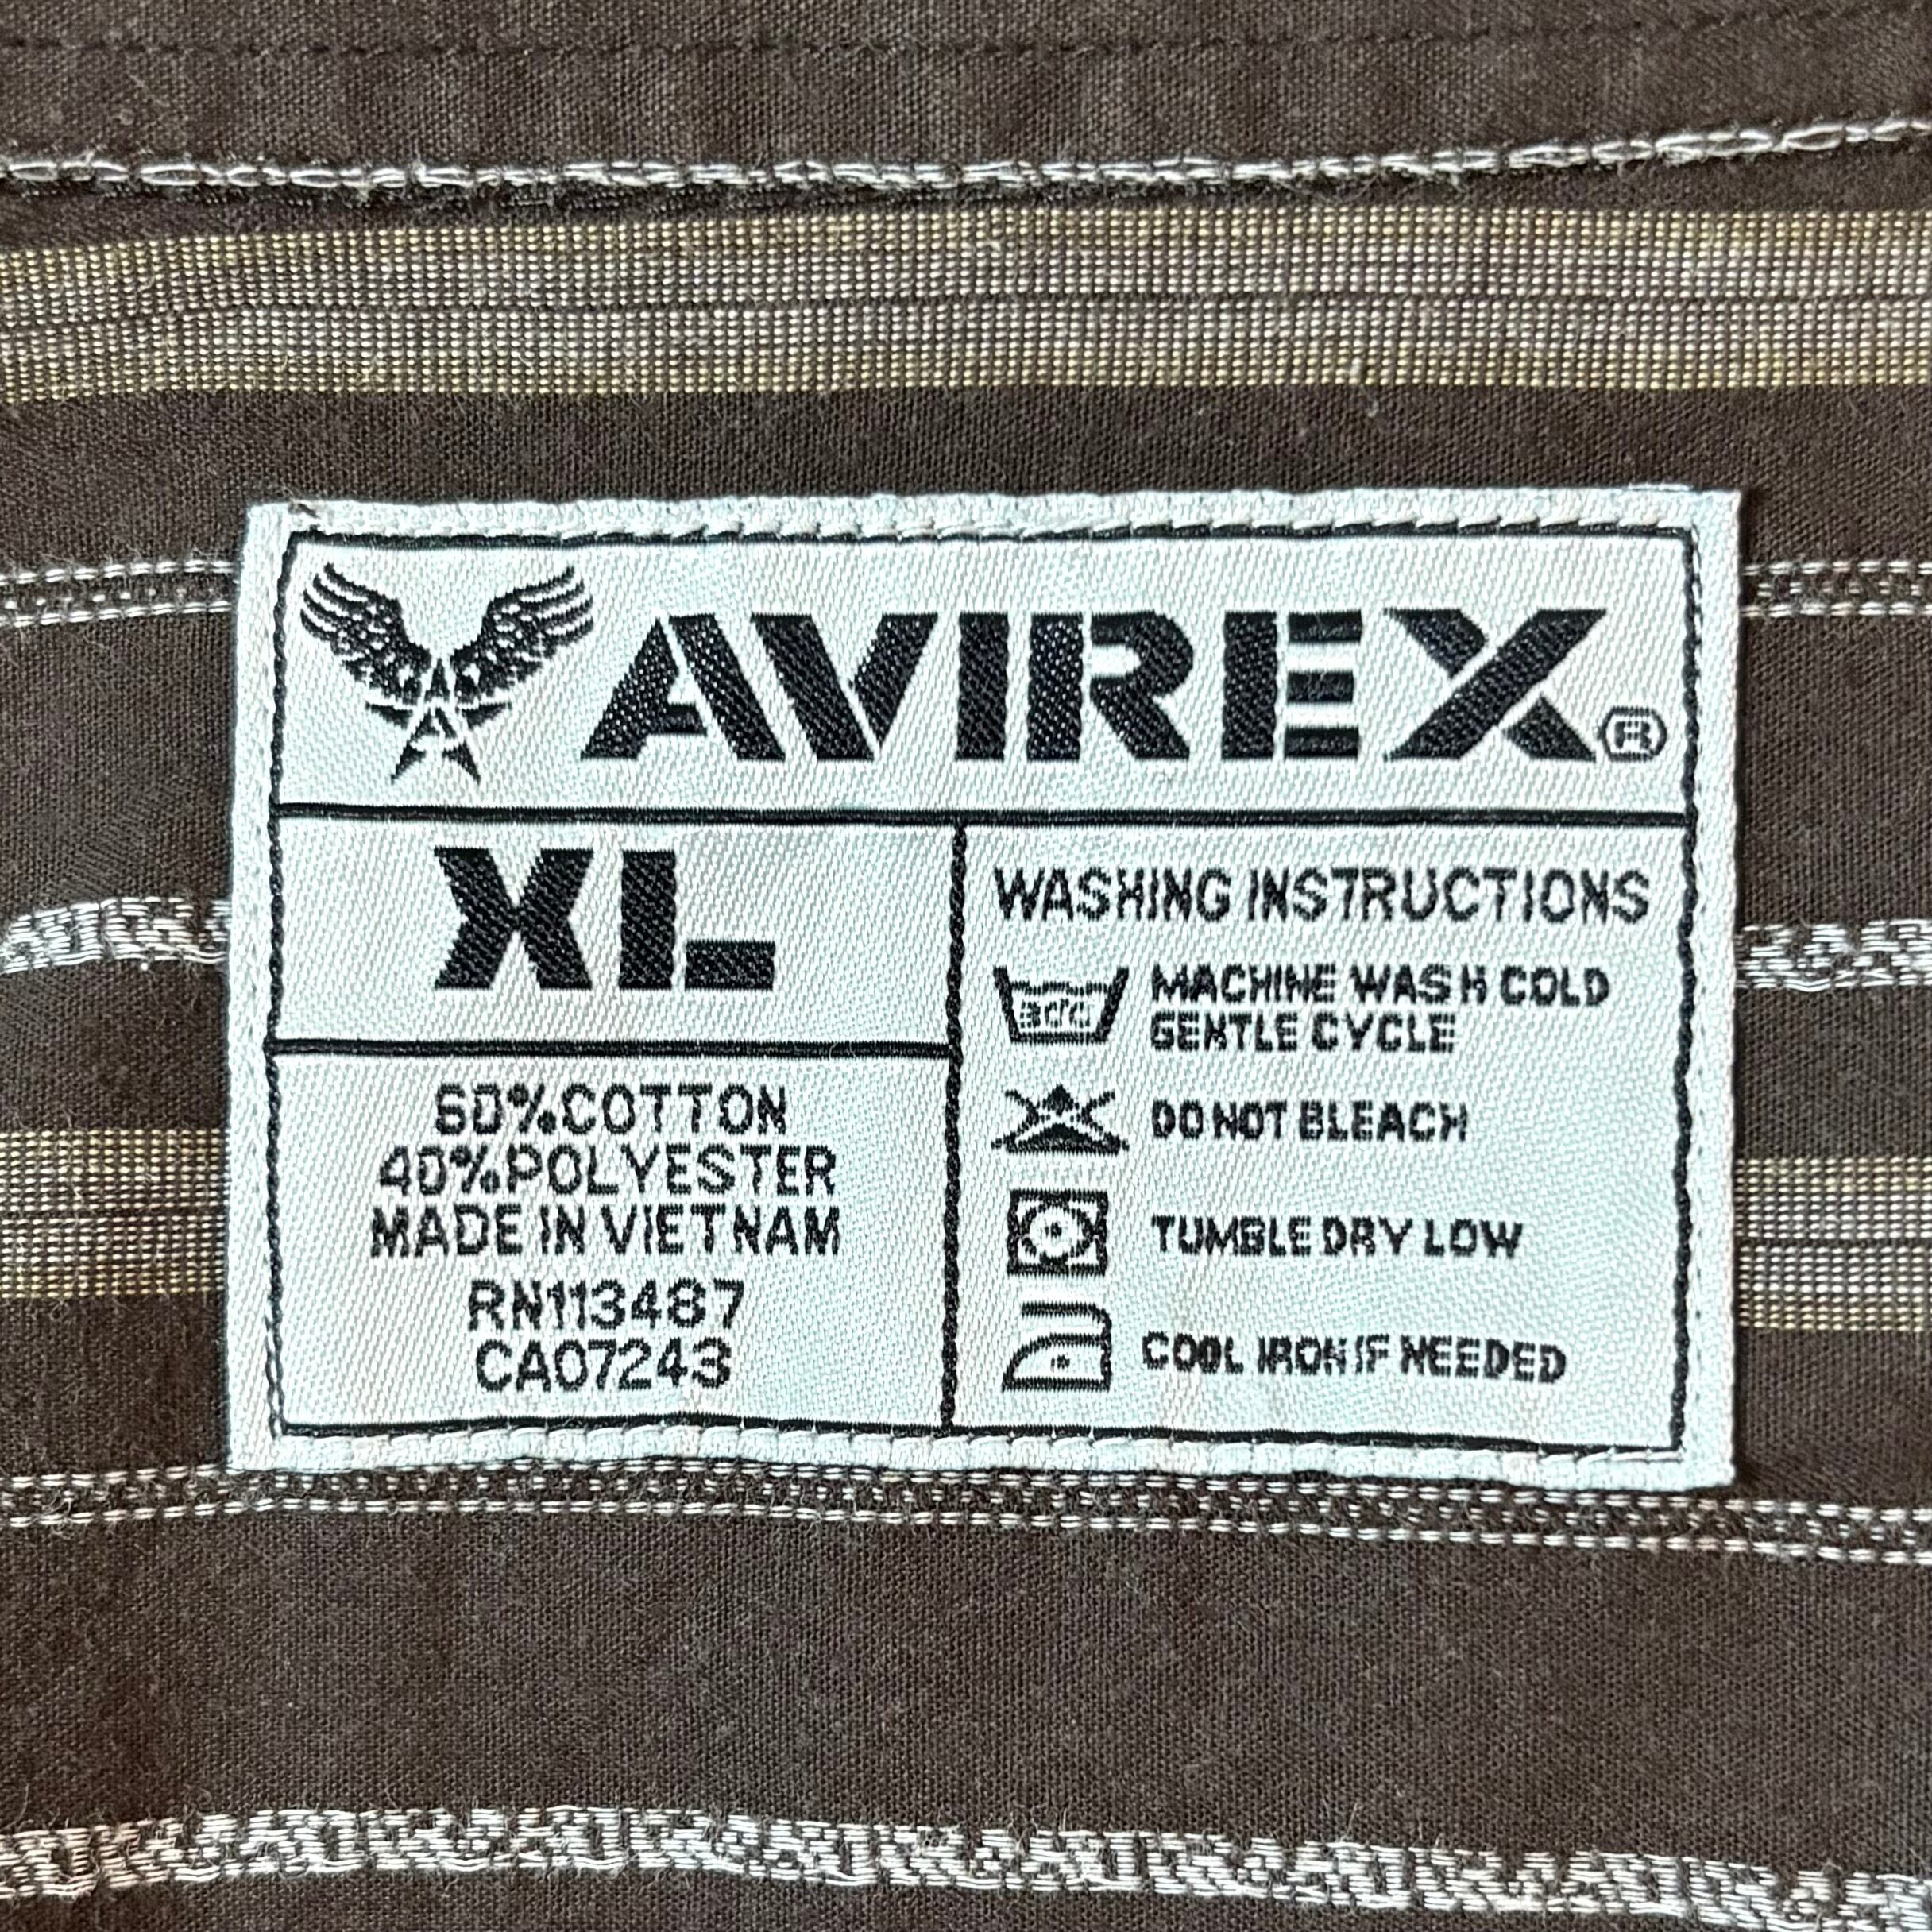 AVIREX®
XL
60%COTTON
40%POLYESTER
MADE IN VIETNAM
RN113487
CA07243
WASHING INSTRUCTIONS
30°C
MACHINE WASH COLD
GENTLE CYCLE
DO NOT BLEACH
TUMBLE DRY LOW
COOL IRON IF NEEDED